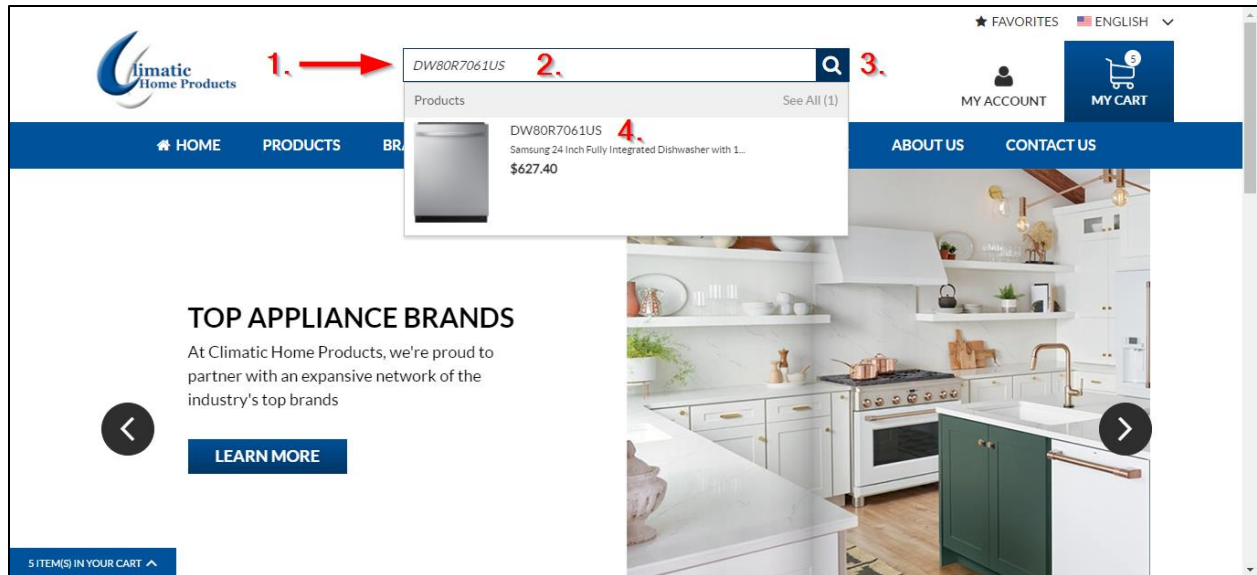 ★ FAVORITES ENGLISH
Climatic
Home Products
1.
DW80R7061US 2.
3.
5
MY ACCOUNT
MY CART
Products See All (1)
DW80R7061US 4.
Samsung 24 Inch Fully Integrated Dishwasher with 1...
$627.40
HOME PRODUCTS BR ABOUT US CONTACT US
TOP APPLIANCE BRANDS
At Climatic Home Products, we're proud to
partner with an expansive network of the
industry's top brands
LEARN MORE
5 ITEM(S) IN YOUR CART